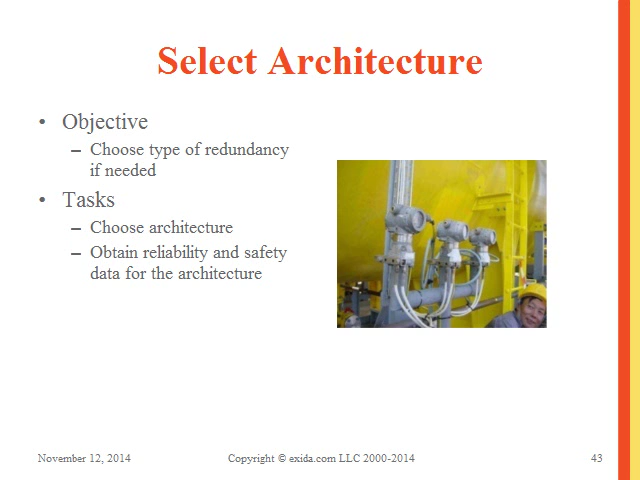 Select Architecture
• Objective
– Choose type of redundancy
if needed
• Tasks
– Choose architecture
– Obtain reliability and safety
data for the architecture
November 12, 2014
Copyright © exida.com LLC 2000-2014
43